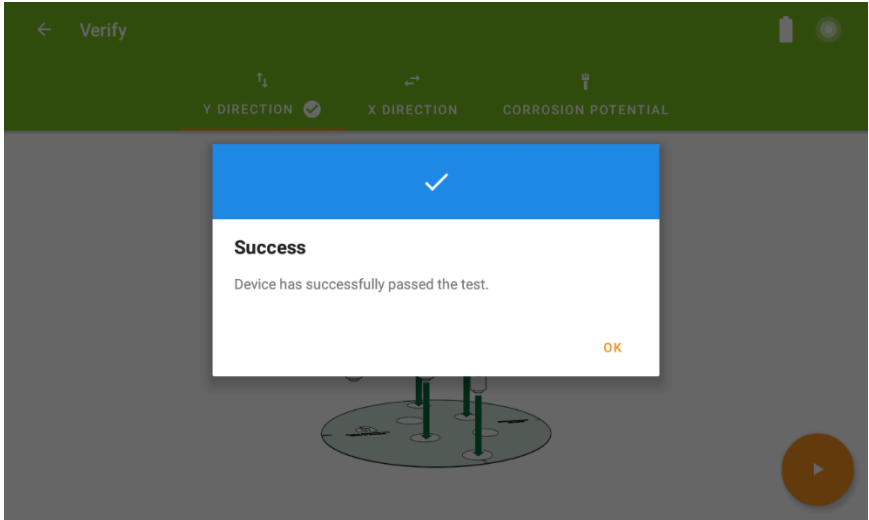 Verify
Y DIRECTION
X DIRECTION
CORROSION POTENTIAL
Success
Device has successfully passed the test.
OK